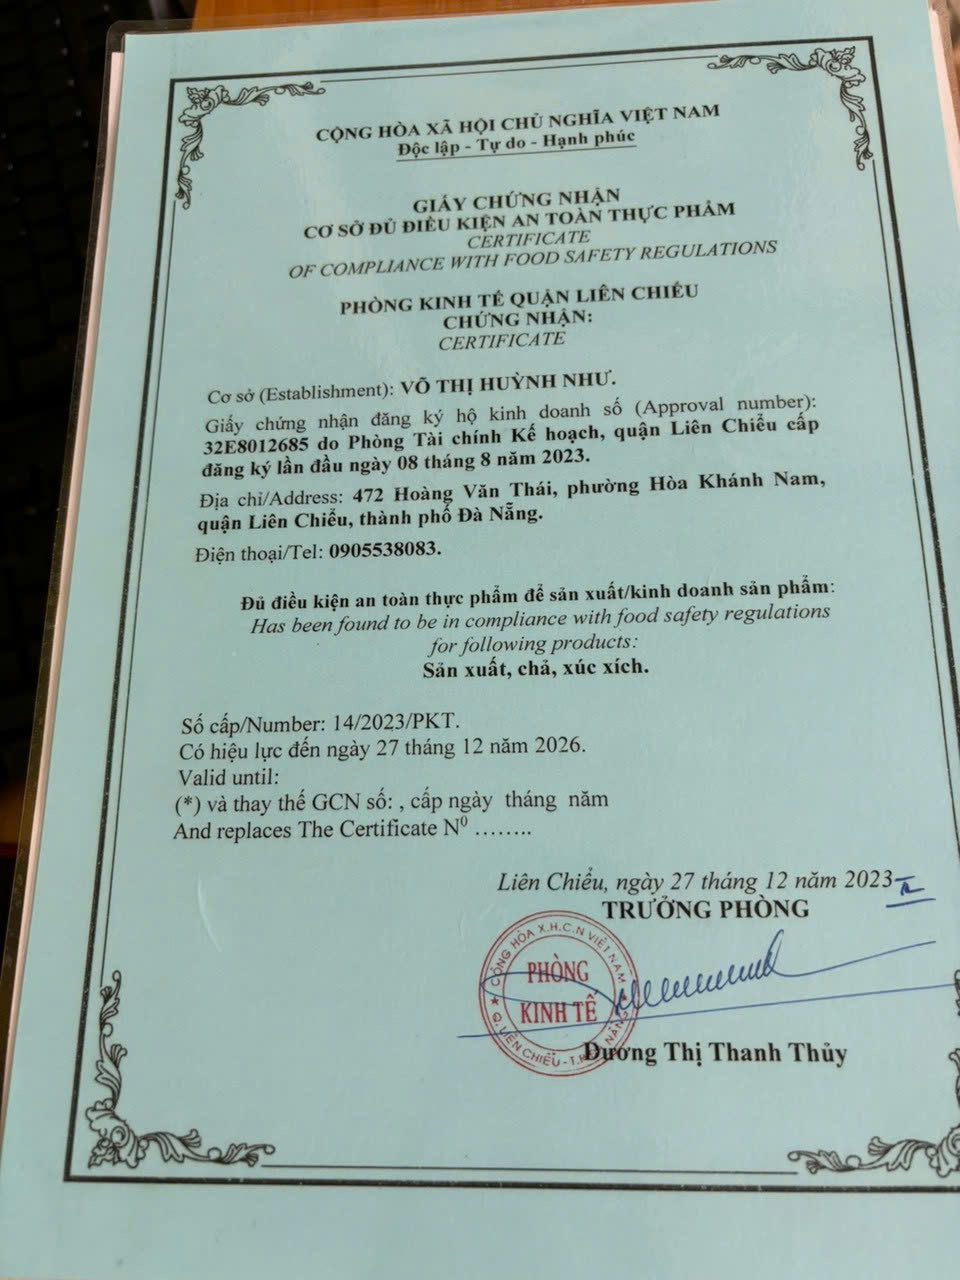 CỘNG HÒA XÃ HỘI CHỦ NGHĨA VIỆT NAM
Độc lập - Tự do - Hạnh phúc
GIẤY CHỨNG NHẬN
CƠ SỞ ĐỦ ĐIỀU KIỆN AN TOÀN THỰC PHẨM
CERTIFICATE
OF COMPLIANCE WITH FOOD SAFETY REGULATIONS
PHÒNG KINH TẾ QUẬN LIÊN CHIỂU
CHỨNG NHẬN:
CERTIFICATE
Cơ sở (Establishment): VÕ THỊ HUỲNH NHƯ.
Giấy chứng nhận đăng ký hộ kinh doanh số (Approval number):
32E8012685 do Phòng Tài chính Kế hoạch, quận Liên Chiểu cấp
đăng ký lần đầu ngày 08 tháng 8 năm 2023.
Địa chỉ/Address: 472 Hoàng Văn Thái, phường Hòa Khánh Nam,
quận Liên Chiểu, thành phố Đà Nẵng.
Điện thoại/Tel: 0905538083.
Đủ điều kiện an toàn thực phẩm để sản xuất/kinh doanh sản phẩm:
Has been found to be in compliance with food safety regulations
for following products:
Sản xuất, chả, xúc xích.
Số cấp/Number: 14/2023/PKT.
Có hiệu lực đến ngày 27 tháng 12 năm 2026.
Valid until:
(*) và thay thế GCN số: , cấp ngày tháng năm
And replaces The Certificate N⁰ ........
Liên Chiểu, ngày 27 tháng 12 năm 2023
TRƯỞNG PHÒNG
CỘNG HÒA X.H.C.N VIỆT NAM
PHÒNG
KINH TẾ
Q. LIÊN CHIỂU - T.P NẴNG
Dương Thị Thanh Thủy